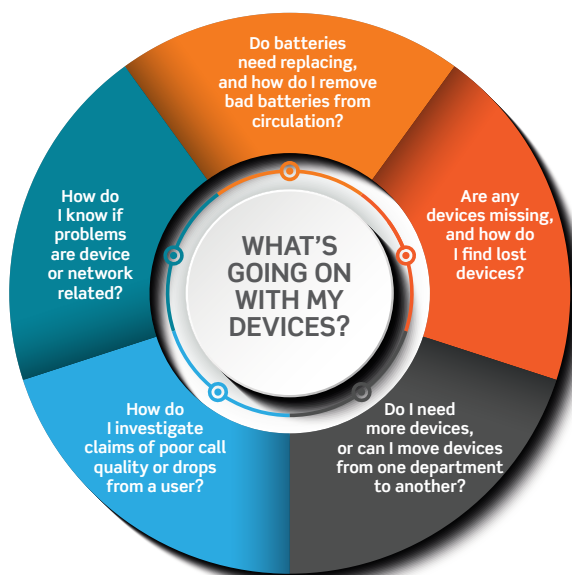 Do batteries
need replacing,
and how do I remove
bad batteries from
circulation?
Are any
devices missing,
and how do
I find lost
devices?
Do I need
more devices,
or can I move devices
from one department
to another?
How do
I investigate
claims of poor call
quality or drops
from a user?
How do
I know if
problems
are device
or network
related?
WHAT'S
GOING ON
WITH MY
DEVICES?